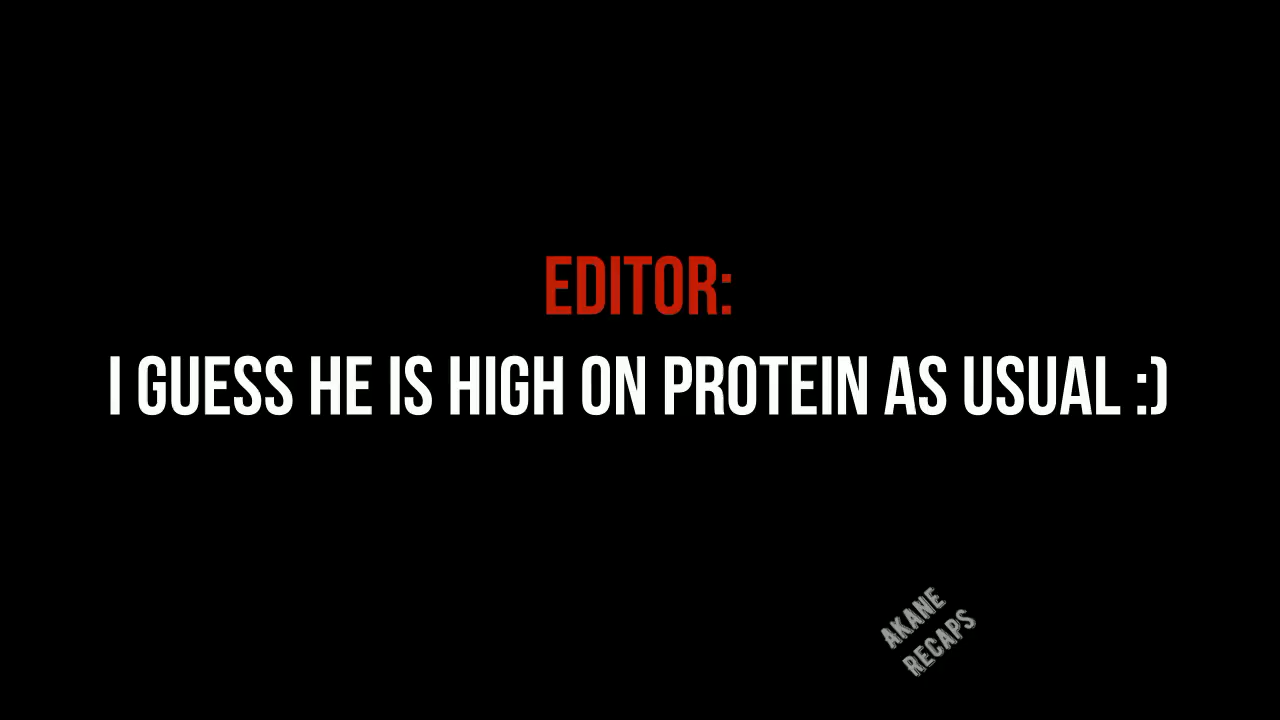 EDITOR:
I GUESS HE IS HIGH ON PROTEIN AS USUAL :)
AKANE
RECAPS